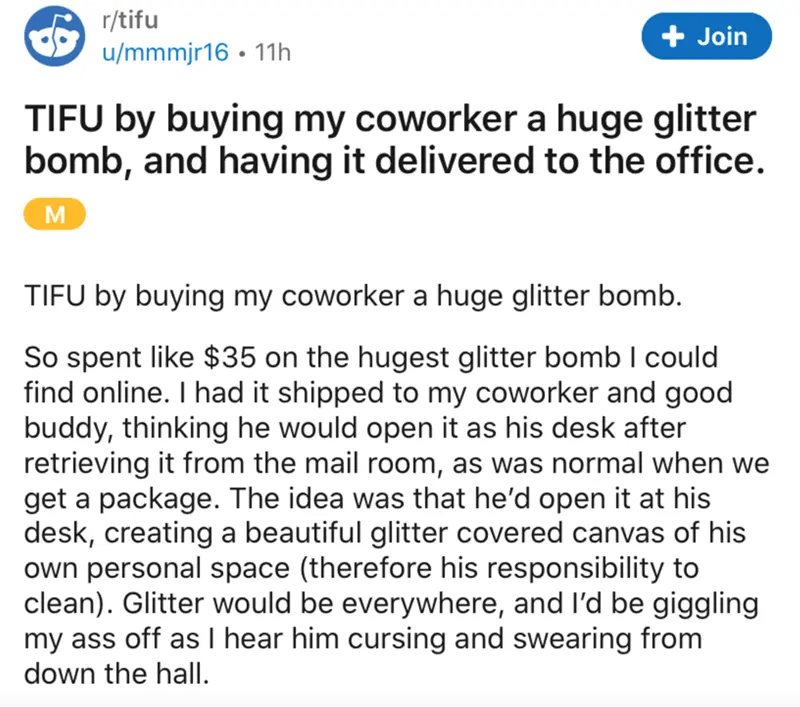 r/tifu
u/mmmjr16 • 11h
+ Join
TIFU by buying my coworker a huge glitter
bomb, and having it delivered to the office.
M
TIFU by buying my coworker a huge glitter bomb.
So spent like $35 on the hugest glitter bomb I could
find online. I had it shipped to my coworker and good
buddy, thinking he would open it as his desk after
retrieving it from the mail room, as was normal when we
get a package. The idea was that he’d open it at his
desk, creating a beautiful glitter covered canvas of his
own personal space (therefore his responsibility to
clean). Glitter would be everywhere, and I’d be giggling
my ass off as I hear him cursing and swearing from
down the hall.